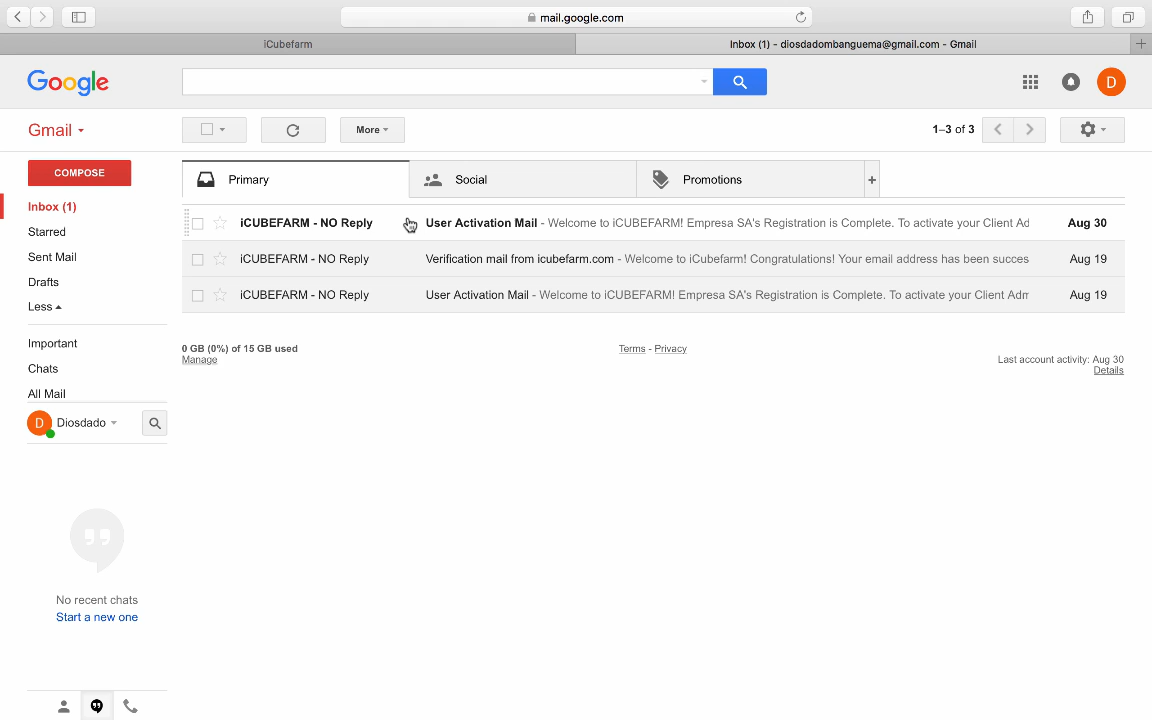 mail.google.com
iCubefarm
Inbox (1) - diosdadombanguema@gmail.com - Gmail
Google
D
Gmail
More
1–3 of 3
COMPOSE
Primary
Social
Promotions
+
Inbox (1)
iCUBEFARM - NO Reply
User Activation Mail - Welcome to iCUBEFARM! Empresa SA's Registration is Complete. To activate your Client Ad
Aug 30
Starred
Sent Mail
iCUBEFARM - NO Reply
Verification mail from icubefarm.com - Welcome to iCubefarm! Congratulations! Your email address has been succes
Aug 19
Drafts
iCUBEFARM - NO Reply
User Activation Mail - Welcome to iCUBEFARM! Empresa SA's Registration is Complete. To activate your Client Adm
Aug 19
Less
Important
0 GB (0%) of 15 GB used
Manage
Terms - Privacy
Last account activity: Aug 30
Details
Chats
All Mail
D
Diosdado
No recent chats
Start a new one